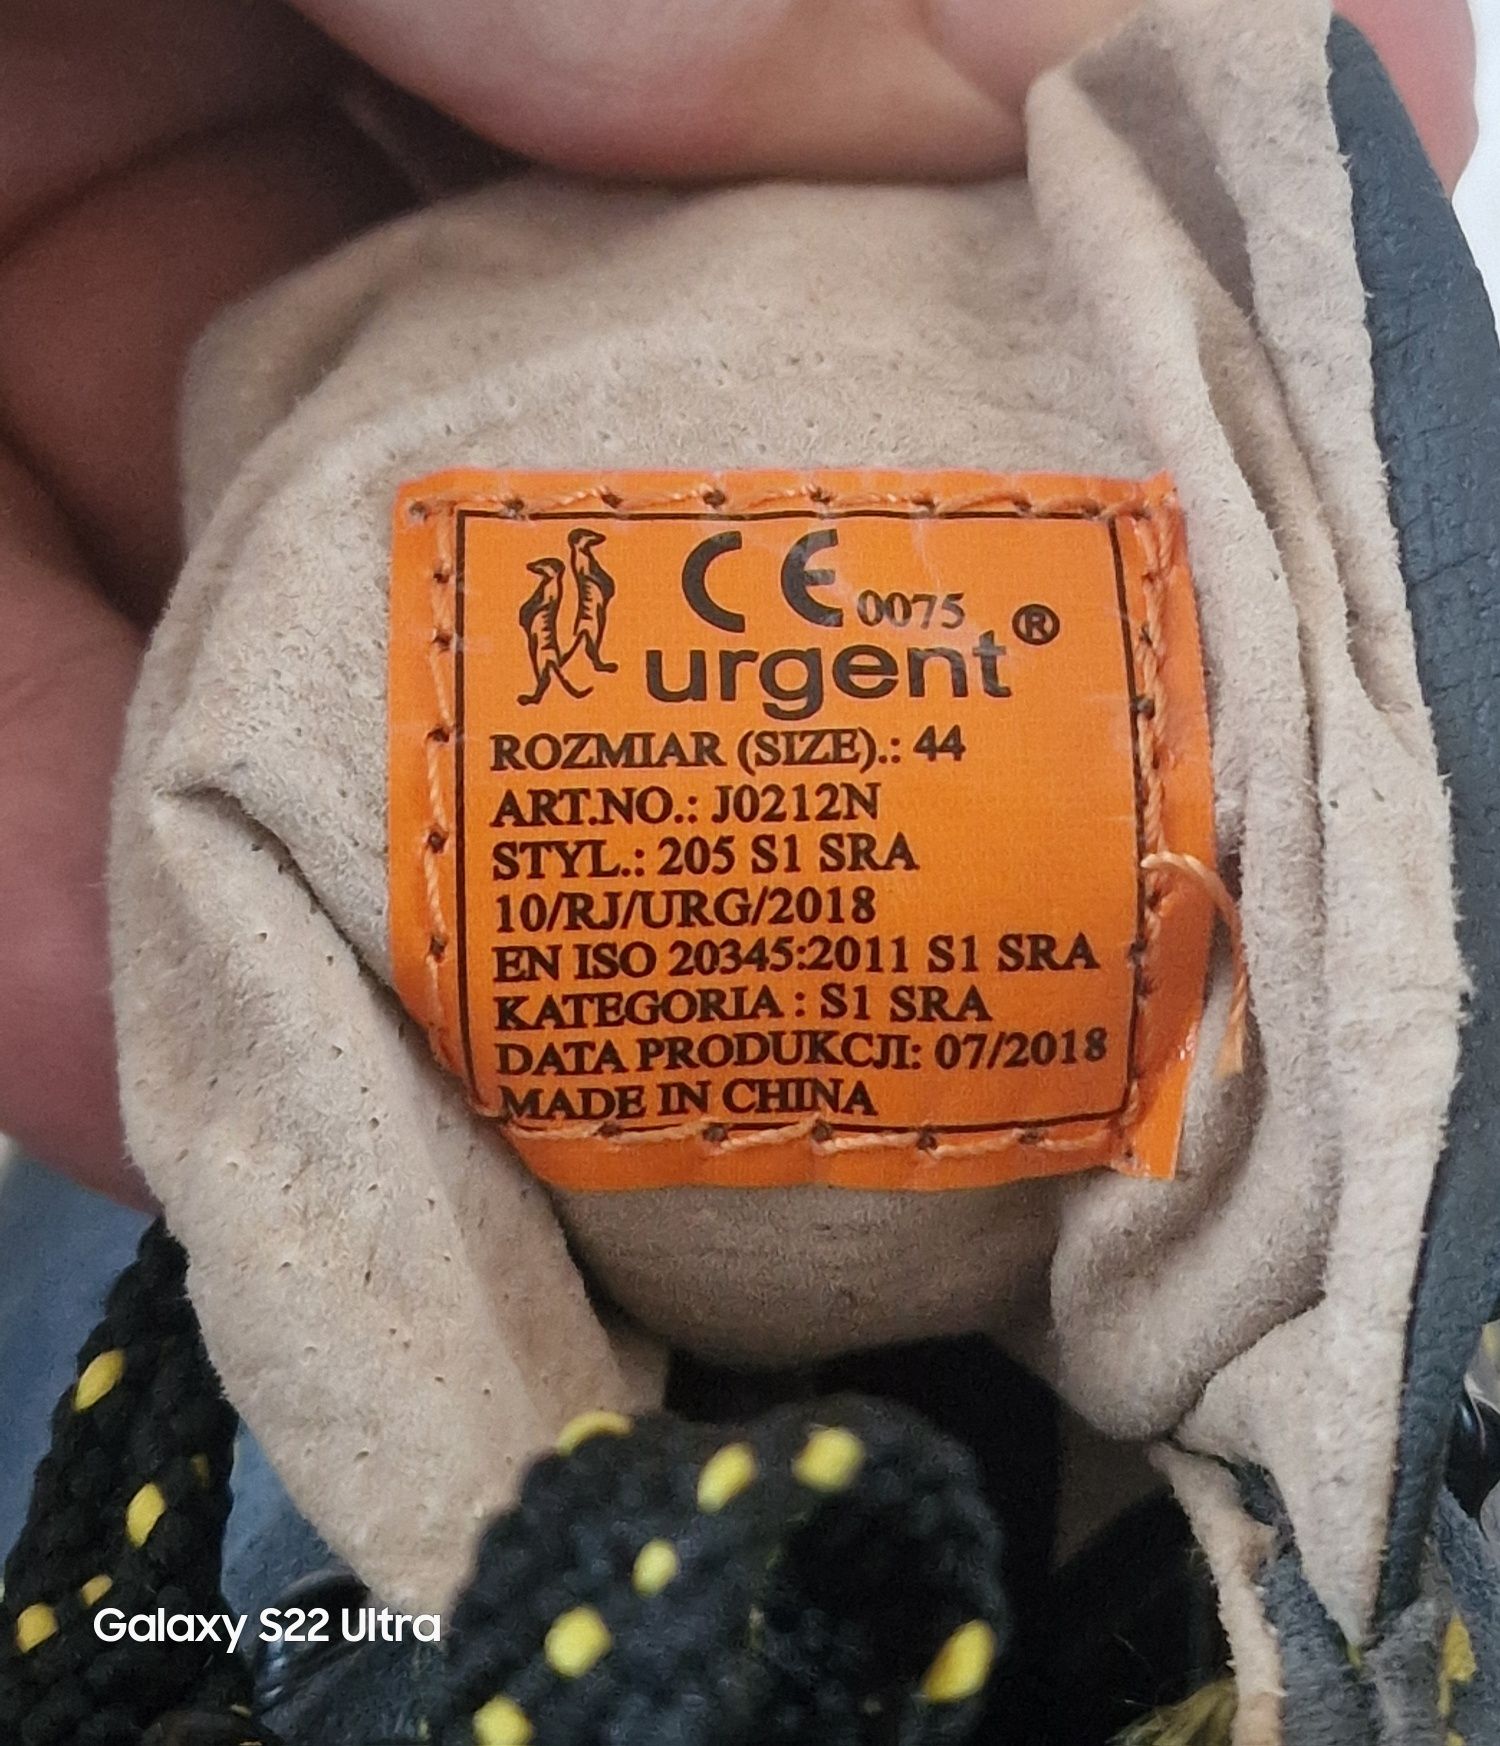 CE 0075
urgent®
ROZMIAR (SIZE).: 44
ART.NO.: J0212N
STYL.: 205 S1 SRA
10/RJ/URG/2018
EN ISO 20345:2011 S1 SRA
KATEGORIA : S1 SRA
DATA PRODUKCJI: 07/2018
MADE IN CHINA
Galaxy S22 Ultra